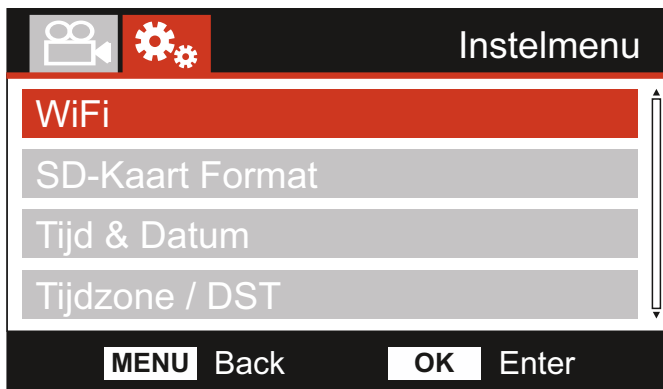 Instelmenu
WiFi
SD-Kaart Format
Tijd & Datum
Tijdzone / DST
MENU Back OK Enter